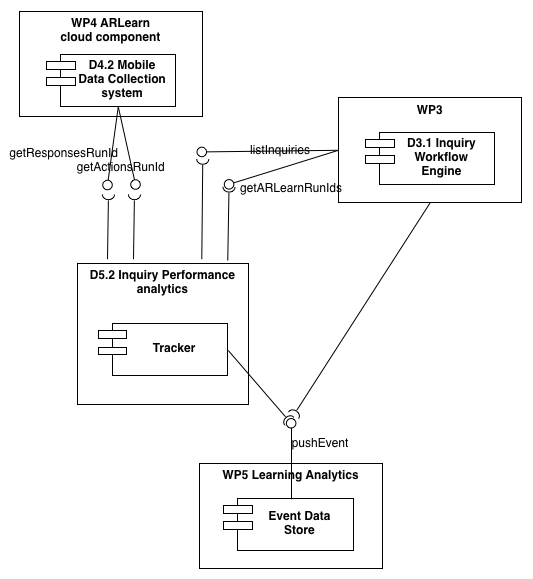 WP4 ARLearn
cloud component
D4.2 Mobile
Data Collection
system
WP3
D3.1 Inquiry
Workflow
Engine
getResponsesRunId
getActionsRunId
listInquiries
getARLearnRunIds
D5.2 Inquiry Performance
analytics
Tracker
pushEvent
WP5 Learning Analytics
Event Data
Store